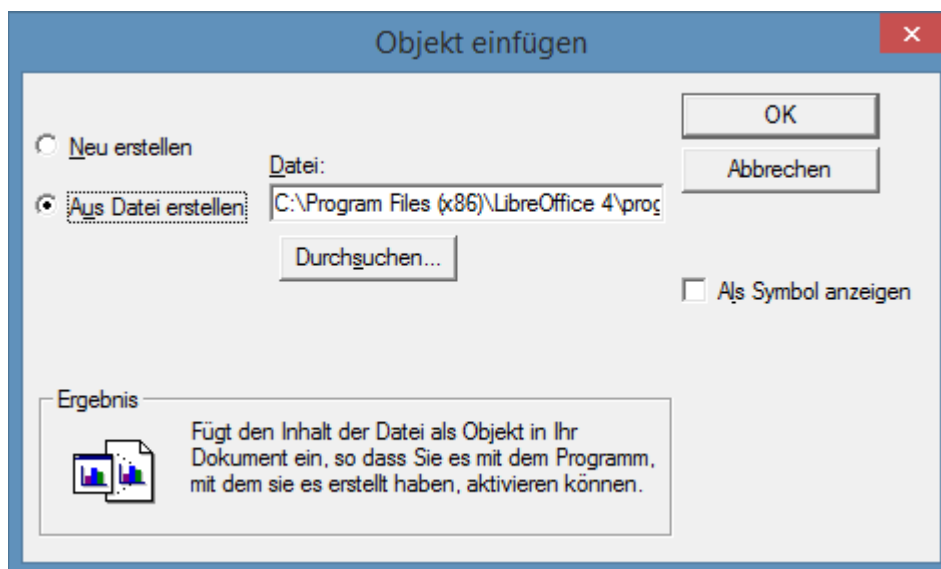 Objekt einfügen
Neu erstellen
Aus Datei erstellen
Datei:
C:\Program Files (x86)\LibreOffice 4\prog
Durchsuchen...
OK
Abbrechen
Als Symbol anzeigen
Ergebnis
Fügt den Inhalt der Datei als Objekt in Ihr
Dokument ein, so dass Sie es mit dem Programm,
mit dem sie es erstellt haben, aktivieren können.